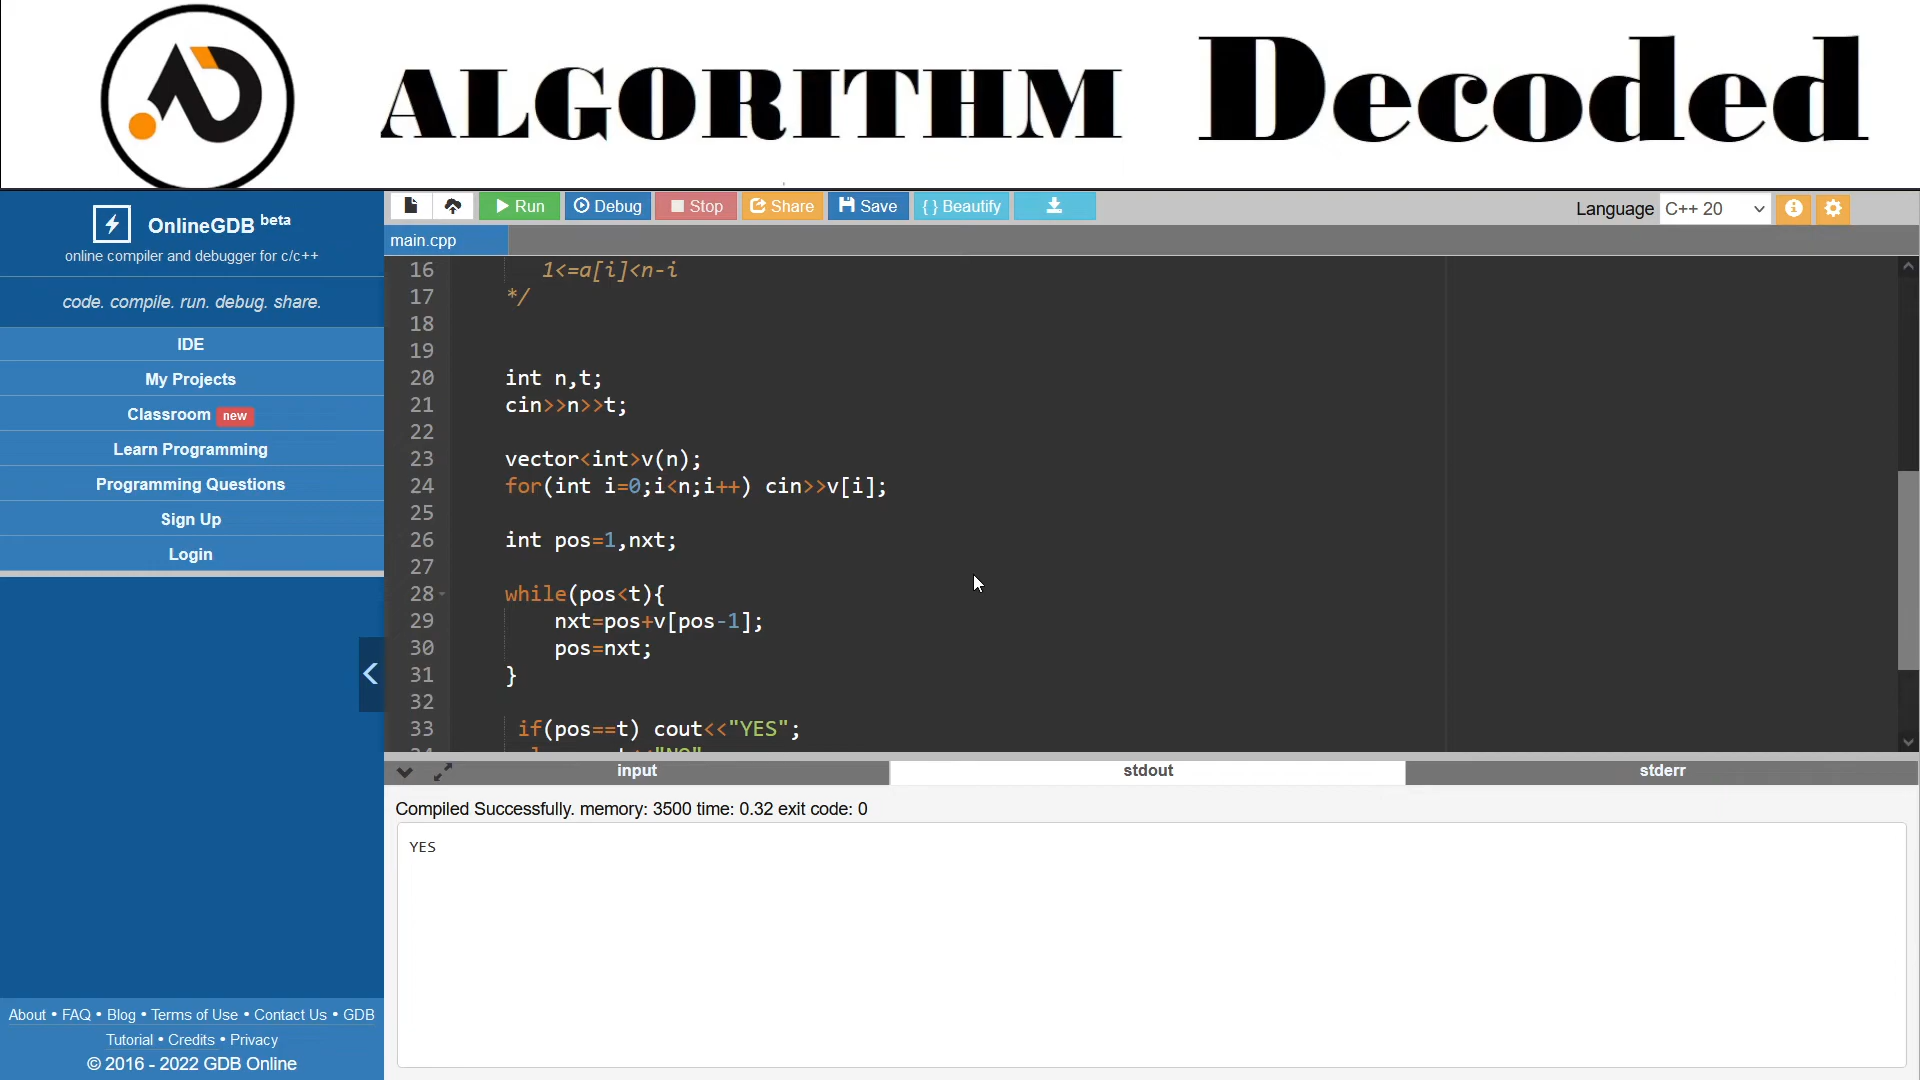 ALGORITHM Decoded
OnlineGDB beta
online compiler and debugger for c/c++
code. compile. run. debug. share.
IDE
My Projects
Classroom new
Learn Programming
Programming Questions
Sign Up
Login
About • FAQ • Blog • Terms of Use • Contact Us • GDB
Tutorial • Credits • Privacy
© 2016 - 2022 GDB Online
Run Debug Stop Share Save { } Beautify
Language C++ 20
main.cpp
16 1<=a[i]<n-i
17 */
18
19
20 int n,t;
21 cin>>n>>t;
22
23 vector<int>v(n);
24 for(int i=0;i<n;i++) cin>>v[i];
25
26 int pos=1,nxt;
27
28 while(pos<t){
29 nxt=pos+v[pos-1];
30 pos=nxt;
31 }
32
33 if(pos==t) cout<<"YES";
input stdout stderr
Compiled Successfully. memory: 3500 time: 0.32 exit code: 0
YES